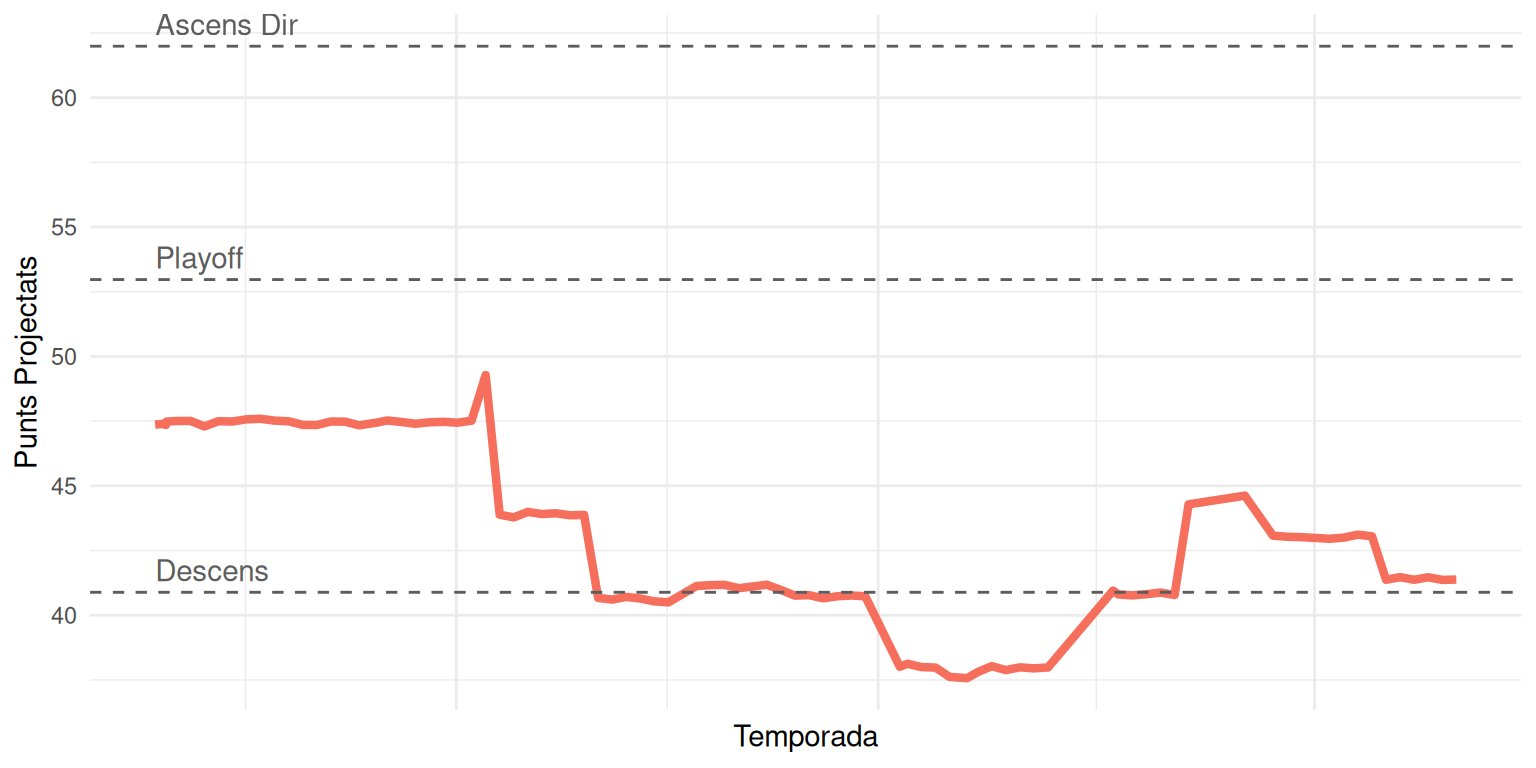 Ascens Dir
60
55
Playoff
Punts Projectats
50
45
Descens
40
Temporada